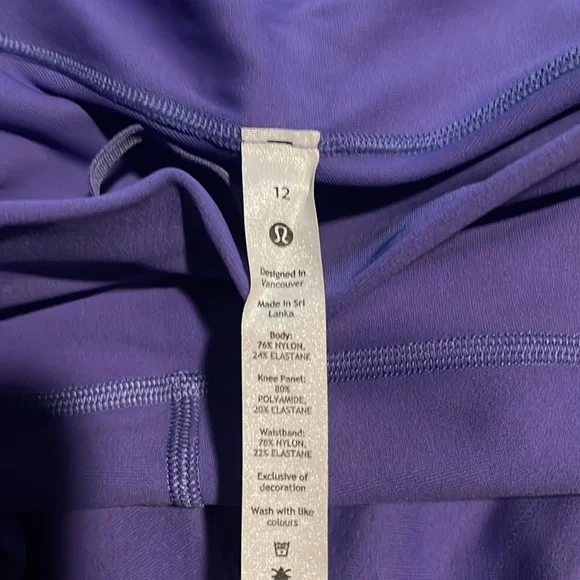 12
Designed in
Vancouver
Made in Sri
Lanka
Body:
76% NYLON,
24% ELASTANE
Knee Panel:
80%
POLYAMIDE,
20% ELASTANE
Waistband:
78% NYLON,
22% ELASTANE
Exclusive of
decoration
Wash with like
colours